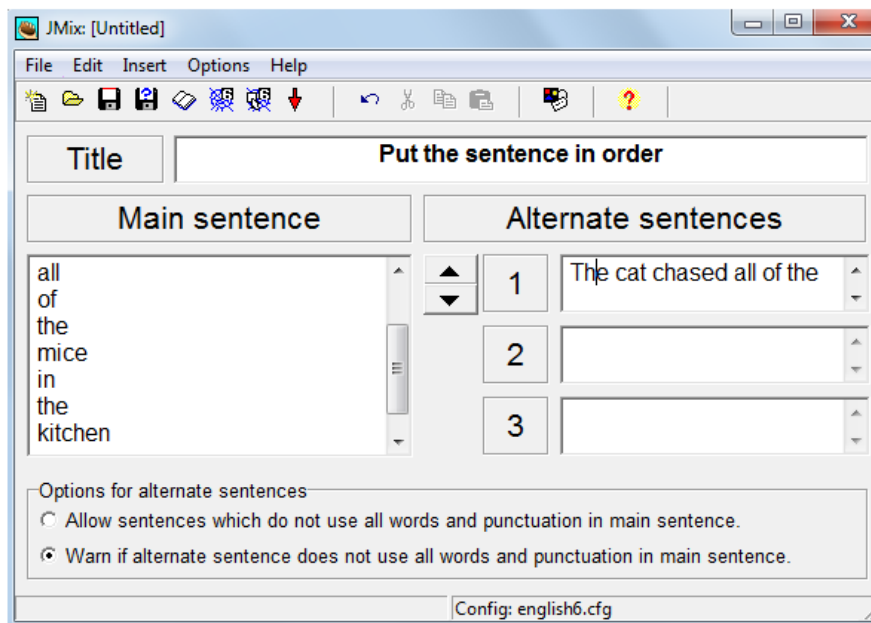 JMix: [Untitled]
File Edit Insert Options Help
Title
Put the sentence in order
Main sentence
Alternate sentences
all
of
the
mice
in
the
kitchen
1
The cat chased all of the
2
3
Options for alternate sentences
Allow sentences which do not use all words and punctuation in main sentence.
Warn if alternate sentence does not use all words and punctuation in main sentence.
Config: english6.cfg